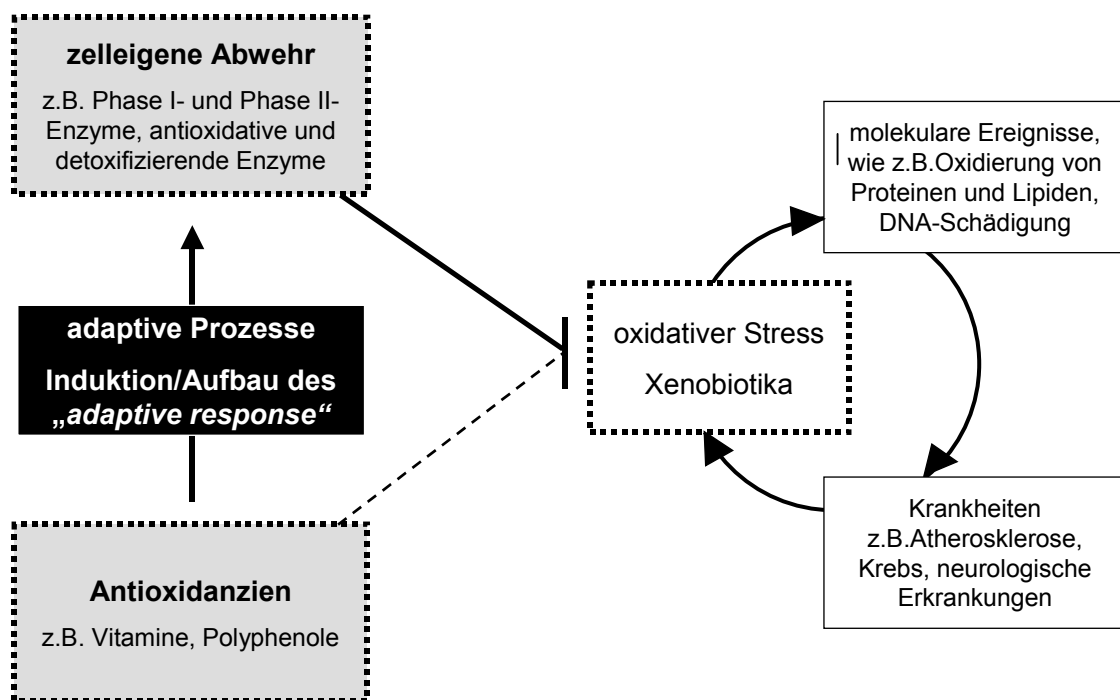 zelleigene Abwehr
z.B. Phase I- und Phase II-
Enzyme, antioxidative und
detoxifizierende Enzyme
adaptive Prozesse
Induktion/Aufbau des
„adaptive response“
Antioxidanzien
z.B. Vitamine, Polyphenole
oxidativer Stress
Xenobiotika
molekulare Ereignisse,
wie z.B.Oxidierung von
Proteinen und Lipiden,
DNA-Schädigung
Krankheiten
z.B.Atherosklerose,
Krebs, neurologische
Erkrankungen